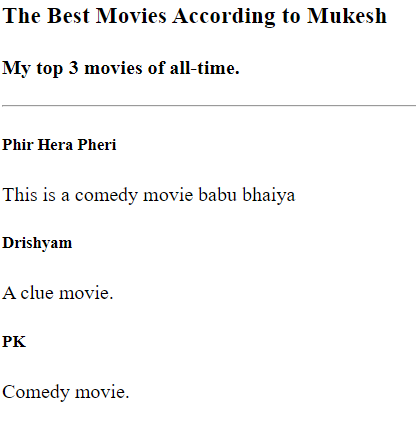 The Best Movies According to Mukesh
My top 3 movies of all-time.
Phir Hera Pheri
This is a comedy movie babu bhaiya
Drishyam
A clue movie.
PK
Comedy movie.